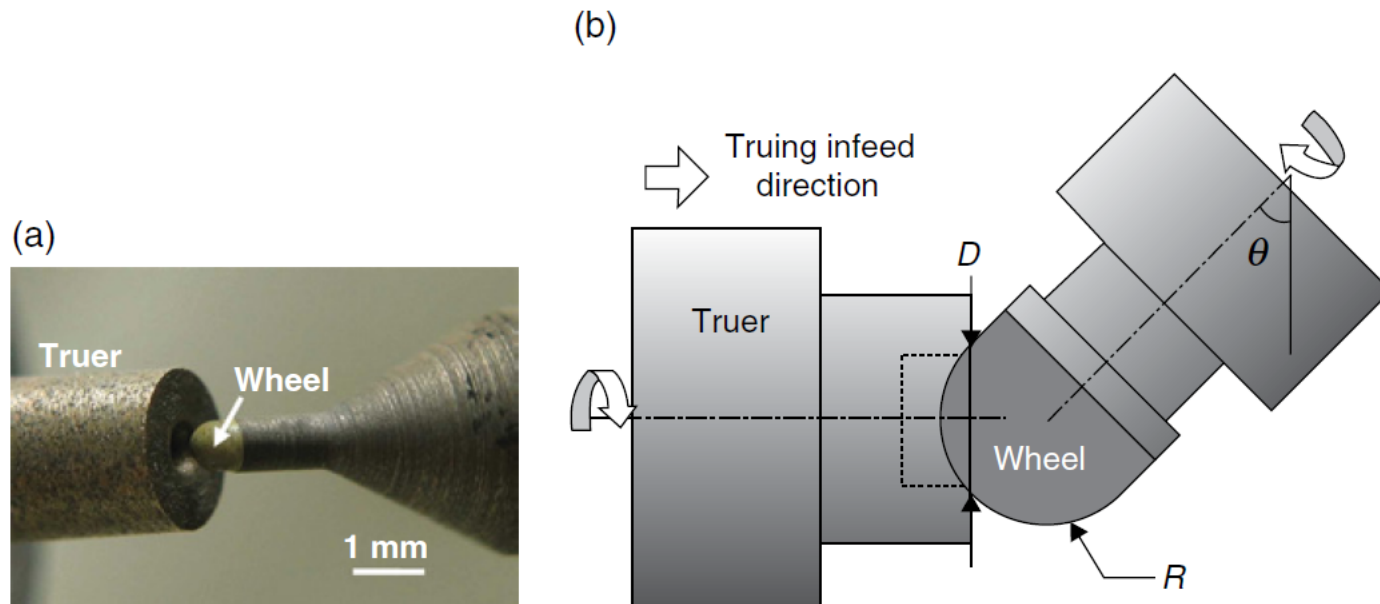 (a)
Truer
Wheel
1 mm
(b)
Truing infeed
direction
D
θ
Truer
Wheel
R